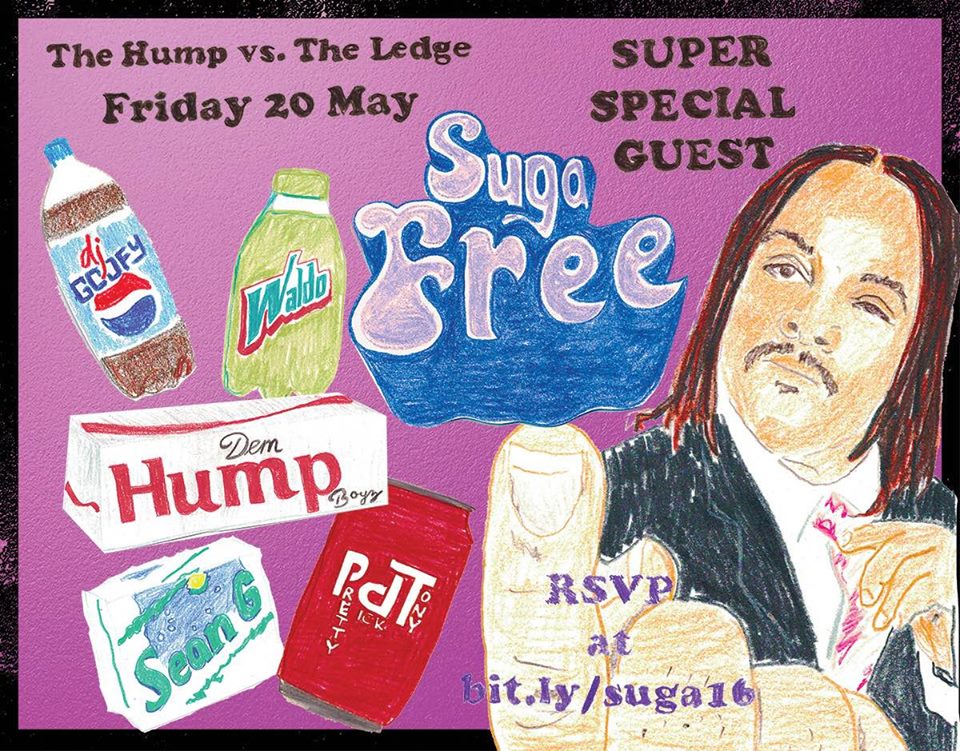 The Hump vs. The Ledge
Friday 20 May
SUPER
SPECIAL
GUEST
Suga
Free
dj
GOOFY
Waldo
Dem
Hump
Boyz
Sean G
PdT
PRETTY
ICK
TONY
RSVP
at
bit.ly/suga16